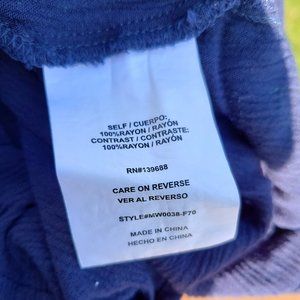 SELF / CUERPO:
100%RAYON / RAYÓN
CONTRAST / CONTRASTE:
100%RAYON / RAYÓN
RN#139688
CARE ON REVERSE
VER AL REVERSO
STYLE#MW0038-F70
MADE IN CHINA
HECHO EN CHINA